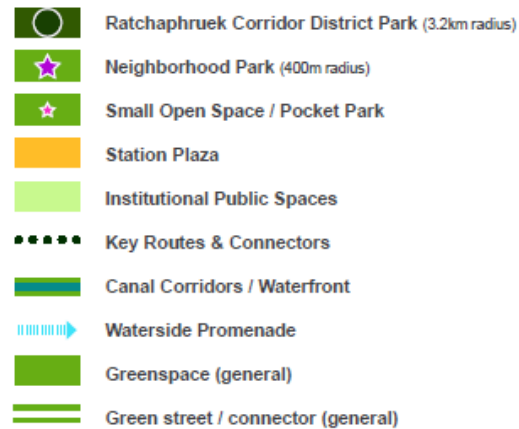 Ratchaphruek Corridor District Park (3.2km radius)
Neighborhood Park (400m radius)
Small Open Space / Pocket Park
Station Plaza
Institutional Public Spaces
Key Routes & Connectors
Canal Corridors / Waterfront
Waterside Promenade
Greenspace (general)
Green street / connector (general)